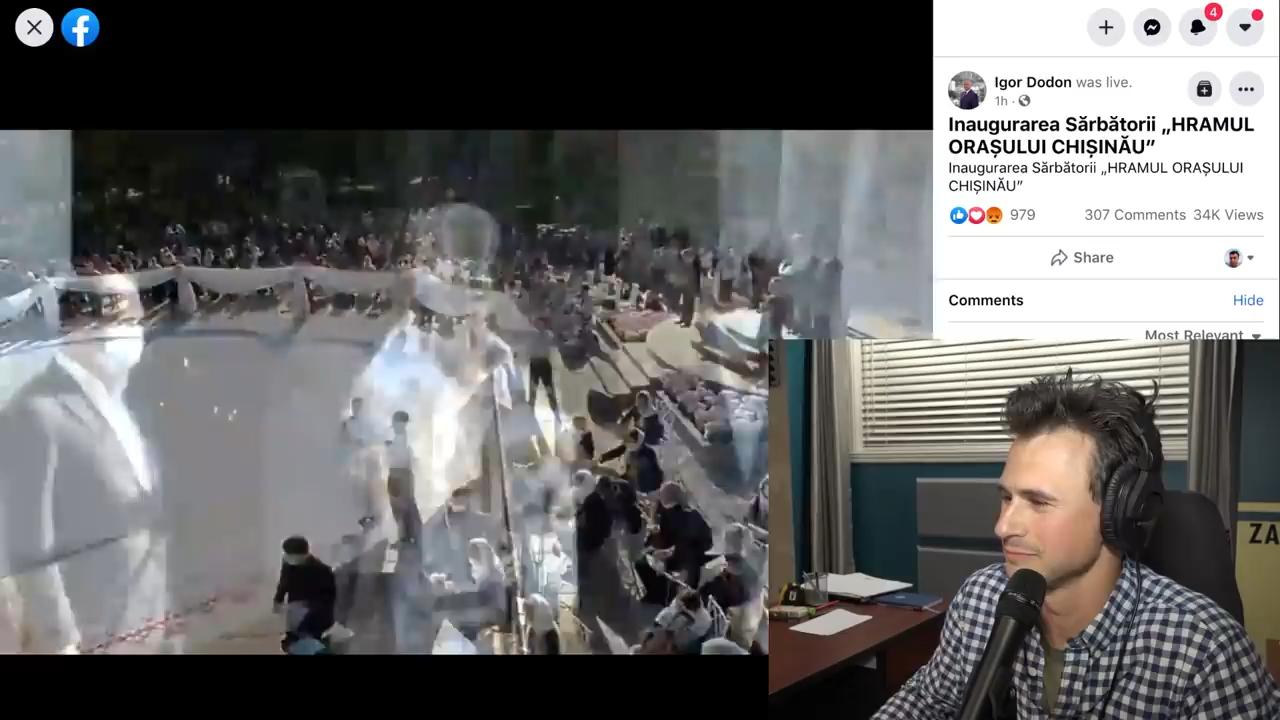 4
Igor Dodon was live.
1h
Inaugurarea Sărbătorii „HRAMUL
ORAȘULUI CHIȘINĂU”
Inaugurarea Sărbătorii „HRAMUL ORAȘULUI
CHIȘINĂU”
979 307 Comments 34K Views
Share
Comments Hide
Most Relevant
ZA